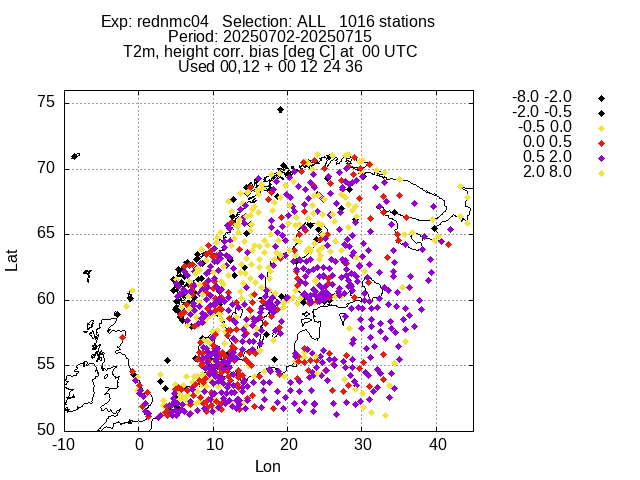 Exp: rednmc04   Selection: ALL   1016 stations
Period: 20250702-20250715
T2m, height corr. bias [deg C] at  00 UTC
Used 00,12 + 00 12 24 36
-8.0 -2.0
-2.0 -0.5
-0.5 0.0
0.0 0.5
0.5 2.0
2.0 8.0
75
70
65
60
55
50
Lat
-10 0 10 20 30 40
Lon